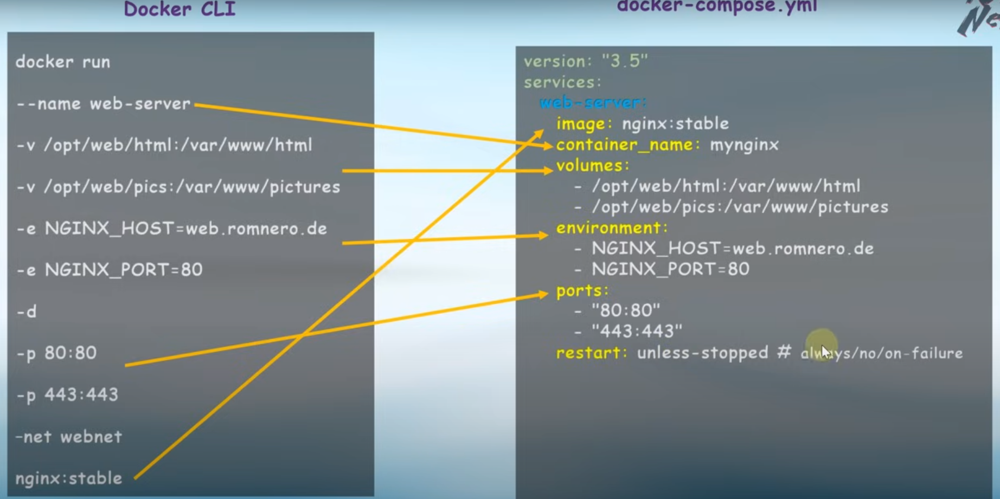 Docker CLI
docker run
--name web-server
-v /opt/web/html:/var/www/html
-v /opt/web/pics:/var/www/pictures
-e NGINX_HOST=web.romnero.de
-e NGINX_PORT=80
-d
-p 80:80
-p 443:443
-net webnet
nginx:stable
docker-compose.yml
version: "3.5"
services:
web-server:
image: nginx:stable
container_name: mynginx
volumes:
- /opt/web/html:/var/www/html
- /opt/web/pics:/var/www/pictures
environment:
- NGINX_HOST=web.romnero.de
- NGINX_PORT=80
ports:
- "80:80"
- "443:443"
restart: unless-stopped # always/no/on-failure